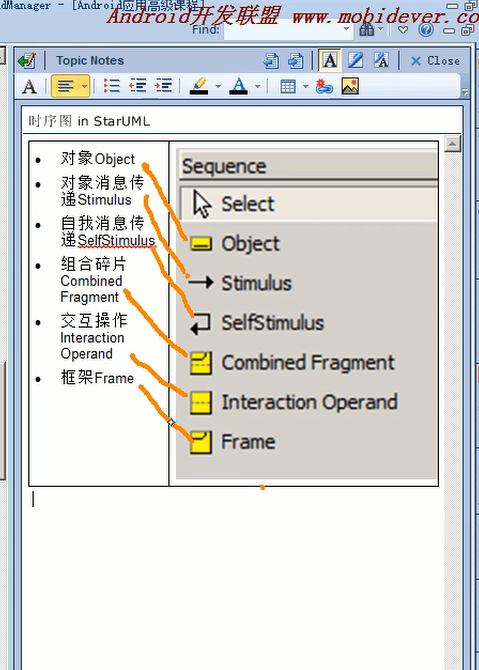 dManager - [Android应用高级课程]
Android开发联盟 www.mobidever.co
Find:
Topic Notes
Close
时序图 in StarUML
对象Object
对象消息传
递Stimulus
自我消息传
递SelfStimulus
组合碎片
Combined
Fragment
交互操作
Interaction
Operand
框架Frame
Sequence
Select
Object
Stimulus
SelfStimulus
Combined Fragment
Interaction Operand
Frame